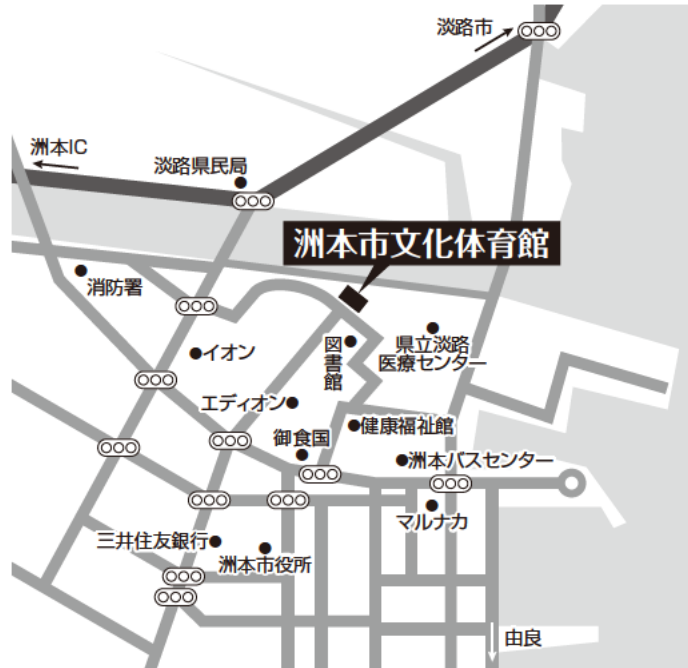 淡路市
洲本IC
淡路県民局
洲本市文化体育館
消防署
イオン
図書館
県立淡路
医療センター
エディオン
御食国
健康福祉館
洲本バスセンター
マルナカ
三井住友銀行
洲本市役所
由良